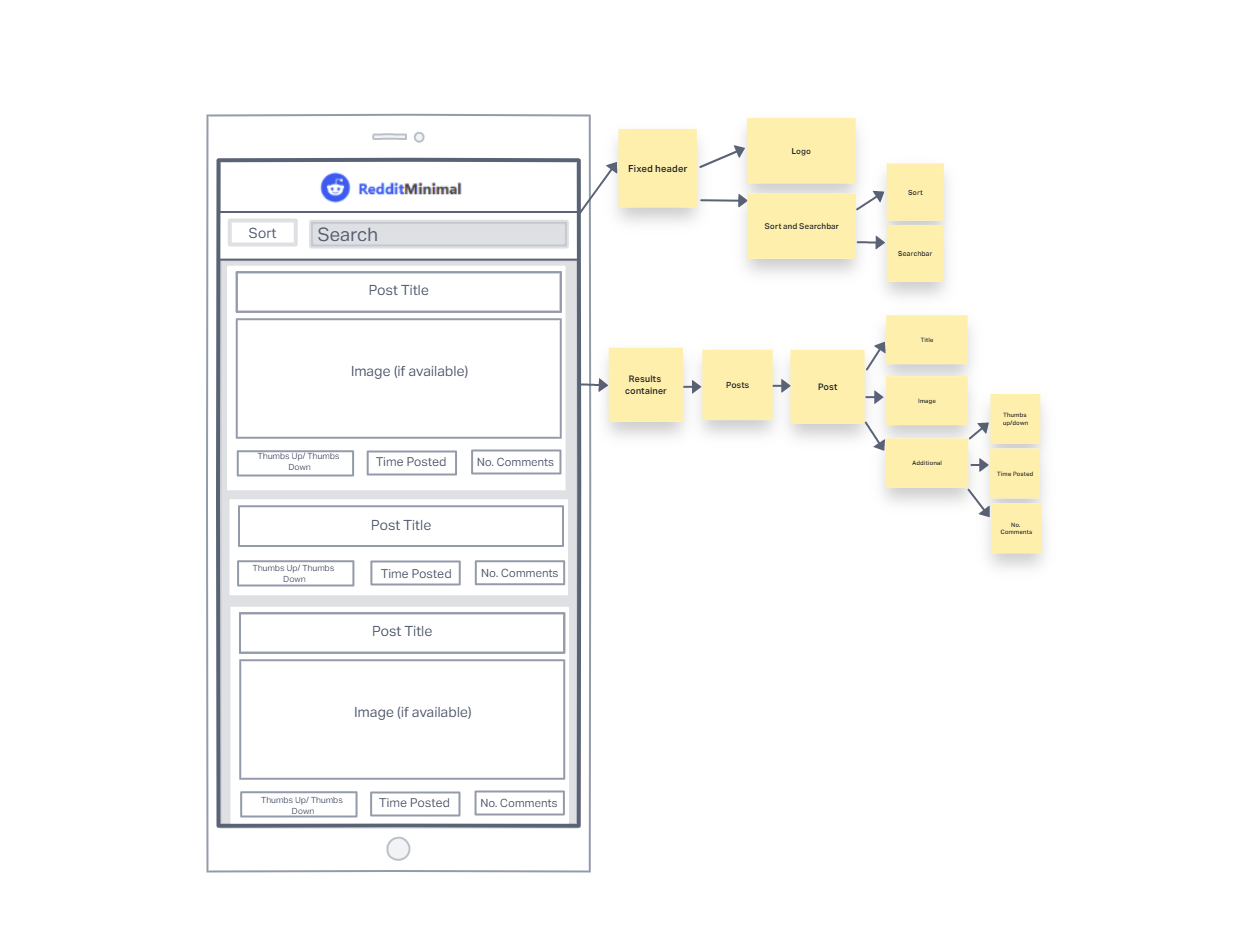 RedditMinimal
Sort
Search
Post Title
Image (if available)
Thumbs Up/ Thumbs
Down
Time Posted
No. Comments
Post Title
Thumbs Up/ Thumbs
Down
Time Posted
No. Comments
Post Title
Image (if available)
Thumbs Up/ Thumbs
Down
Time Posted
No. Comments
Fixed header
Logo
Sort and Searchbar
Sort
Searchbar
Results
container
Posts
Post
Title
Image
Additional
Thumbs
up/down
Time Posted
No.
Comments